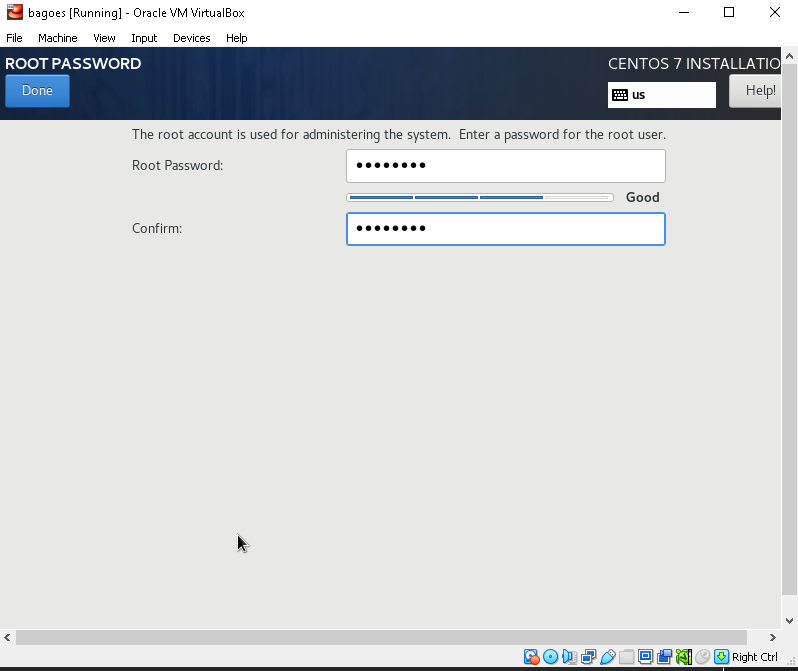 bagoes [Running] - Oracle VM VirtualBox
File Machine View Input Devices Help
ROOT PASSWORD
CENTOS 7 INSTALLATIO
Done
us
Help!
The root account is used for administering the system. Enter a password for the root user.
Root Password:
••••••••
Good
Confirm:
••••••••
Right Ctrl